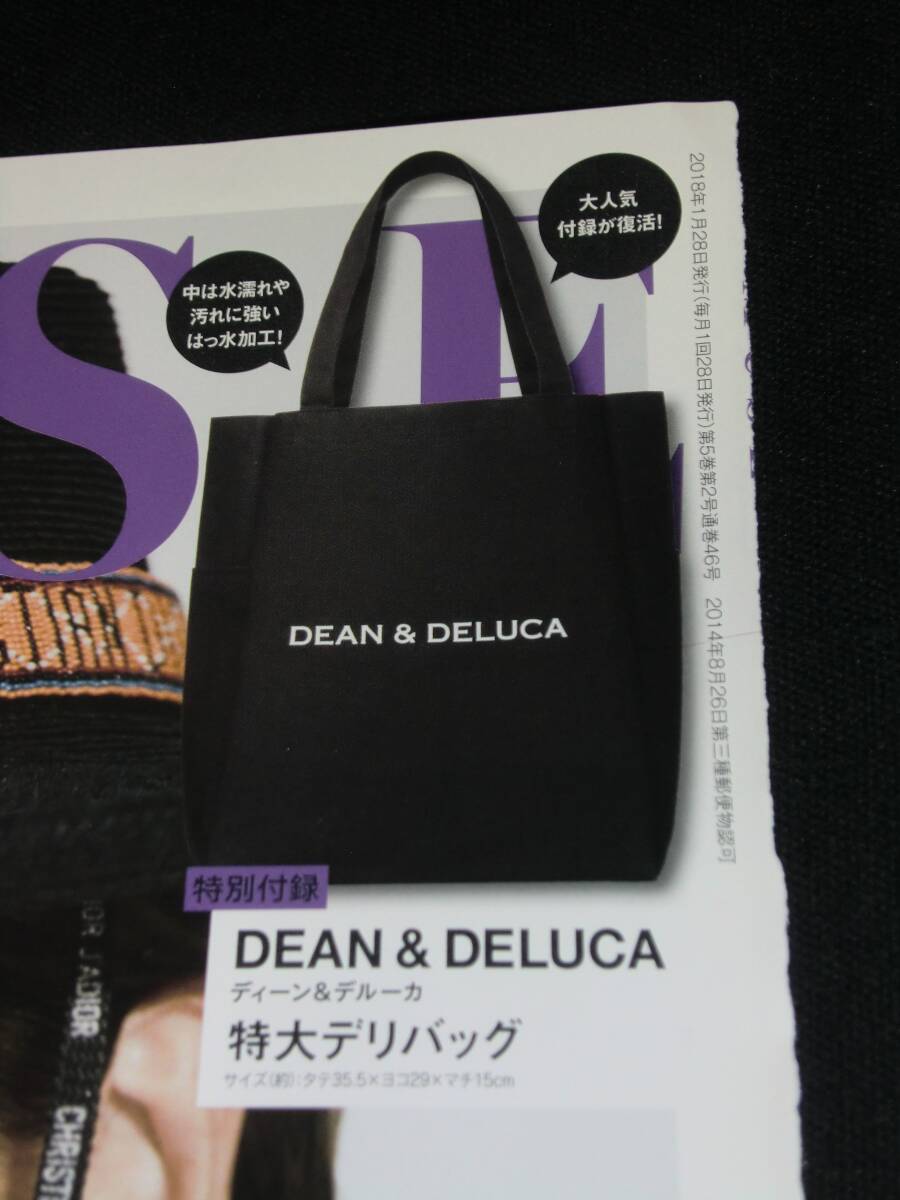 SE
大人気
付録が復活!
中は水濡れや
汚れに強い
はっ水加工!
2018年1月28日発行(毎月1回28日発行)第5巻第2号通巻46号 2014年8月26日第三種郵便物認可
DEAN & DELUCA
特別付録
DEAN & DELUCA
ディーン&デルーカ
特大デリバッグ
サイズ(約):タテ35.5×ヨコ29×マチ15cm
J'ADIOR
CHRIST